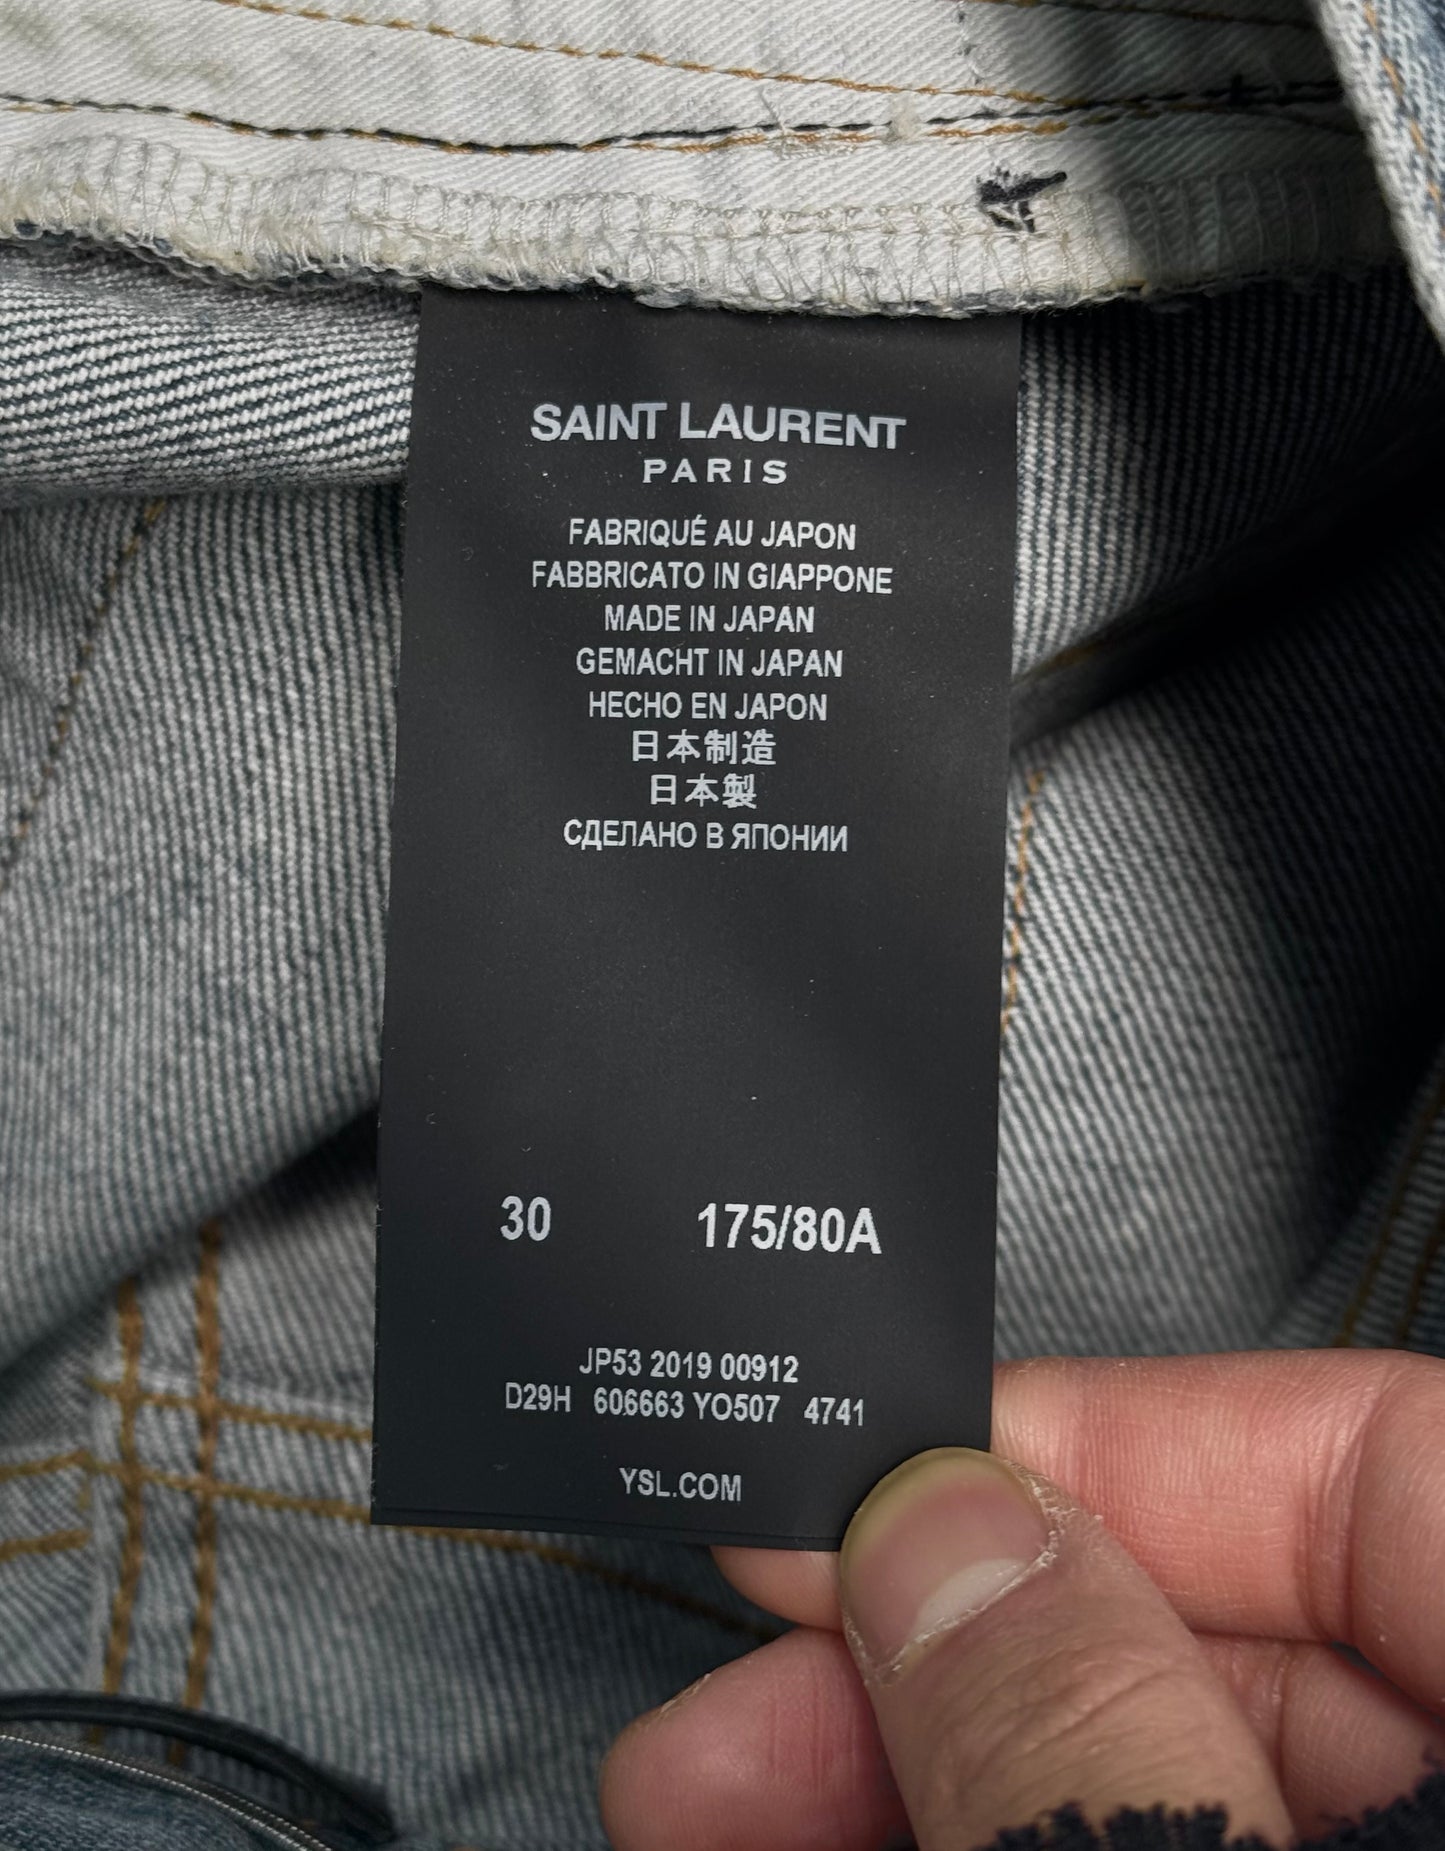 SAINT LAURENT
PARIS
FABRIQUÉ AU JAPON
FABBRICATO IN GIAPPONE
MADE IN JAPAN
GEMACHT IN JAPAN
HECHO EN JAPON
日本制造
日本製
СДЕЛАНО В ЯПОНИИ
30 175/80A
JP53 2019 00912
D29H 606663 YO507 4741
YSL.COM